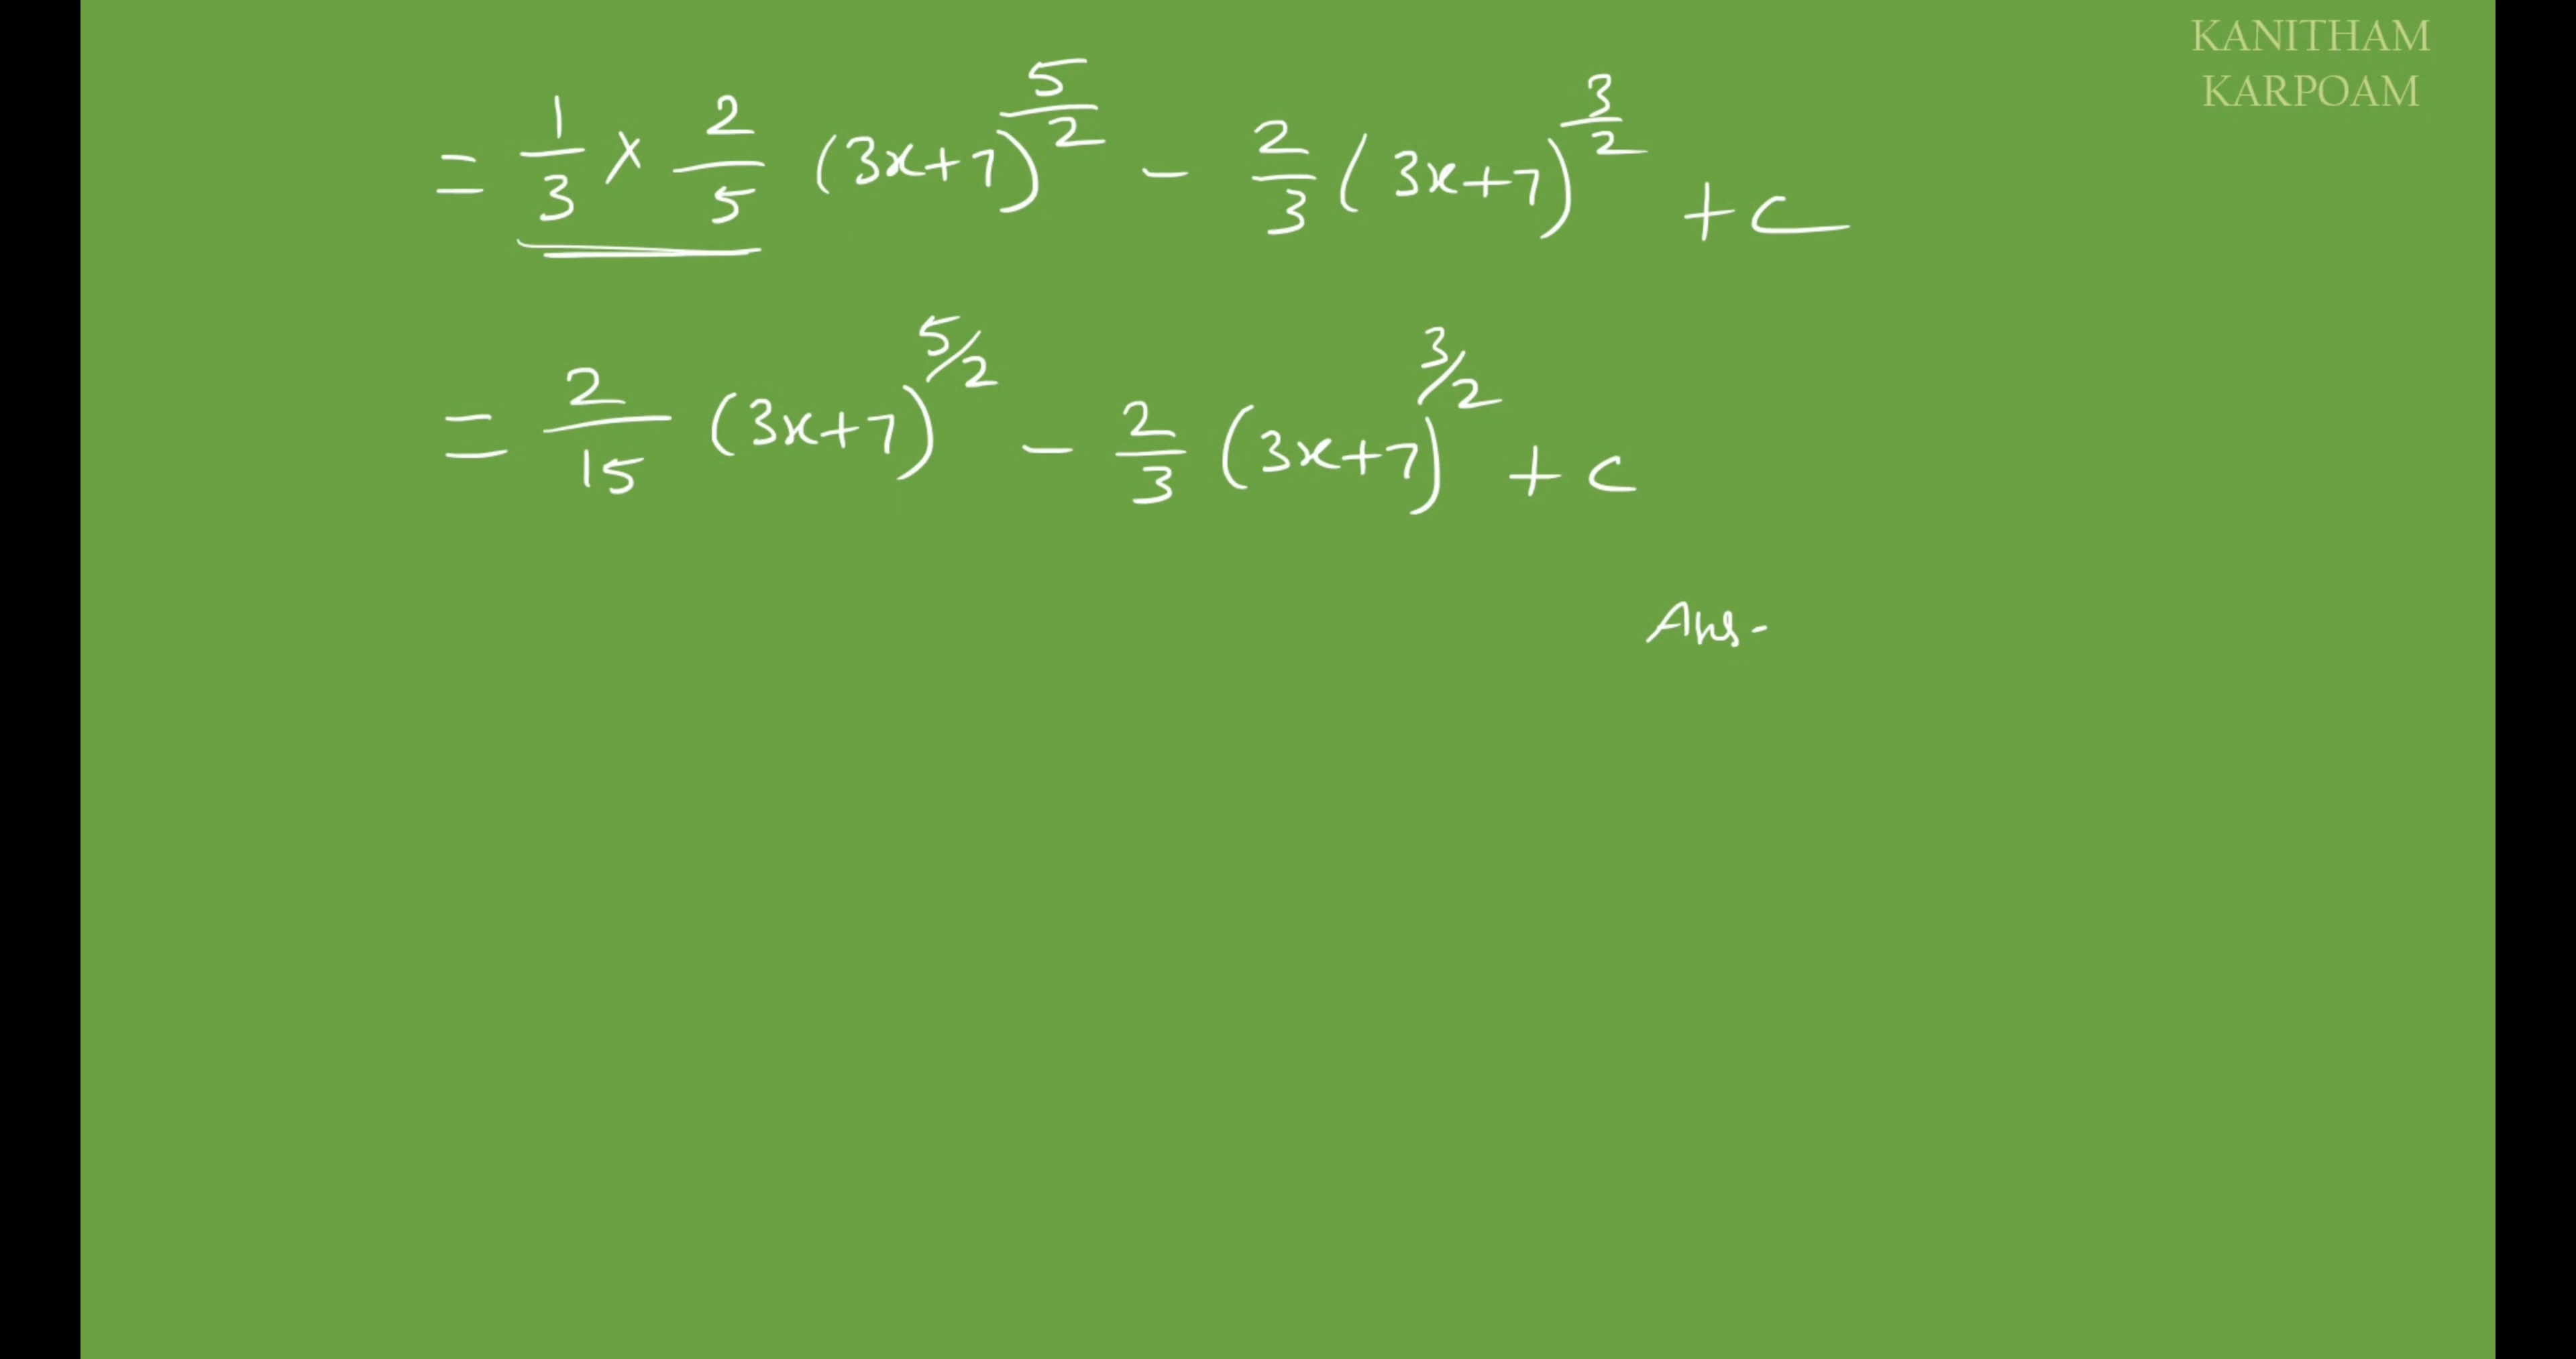 KANITHAM
KARPOAM
= 1/3 × 2/5 (3x+7)^5/2 - 2/3 (3x+7)^3/2 + c
= 2/15 (3x+7)^5/2 - 2/3 (3x+7)^3/2 + c
Ans.